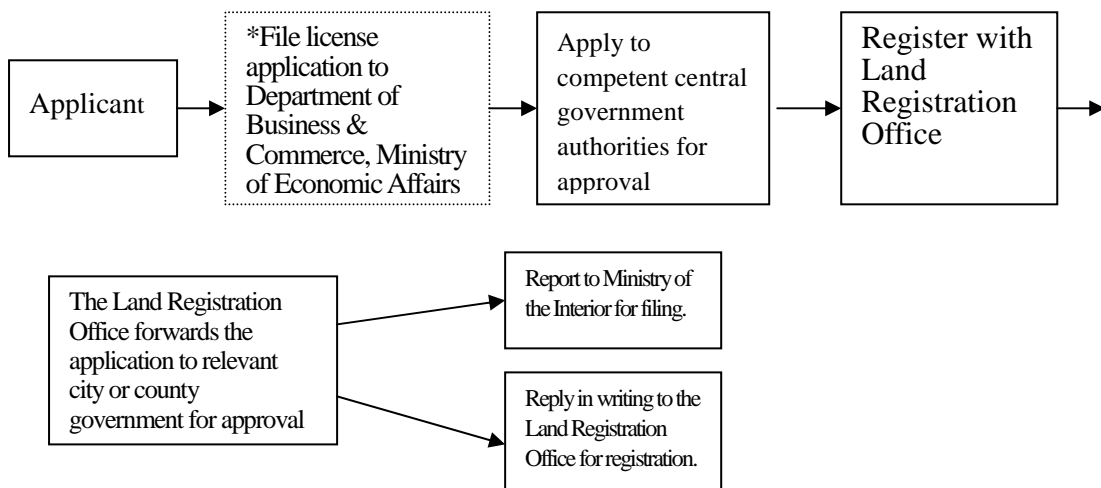 Applicant
*File license
application to
Department of
Business &
Commerce, Ministry
of Economic Affairs
Apply to
competent central
government
authorities for
approval
Register with
Land
Registration
Office
The Land Registration
Office forwards the
application to relevant
city or county
government for approval
Report to Ministry of
the Interior for filing.
Reply in writing to the
Land Registration
Office for registration.